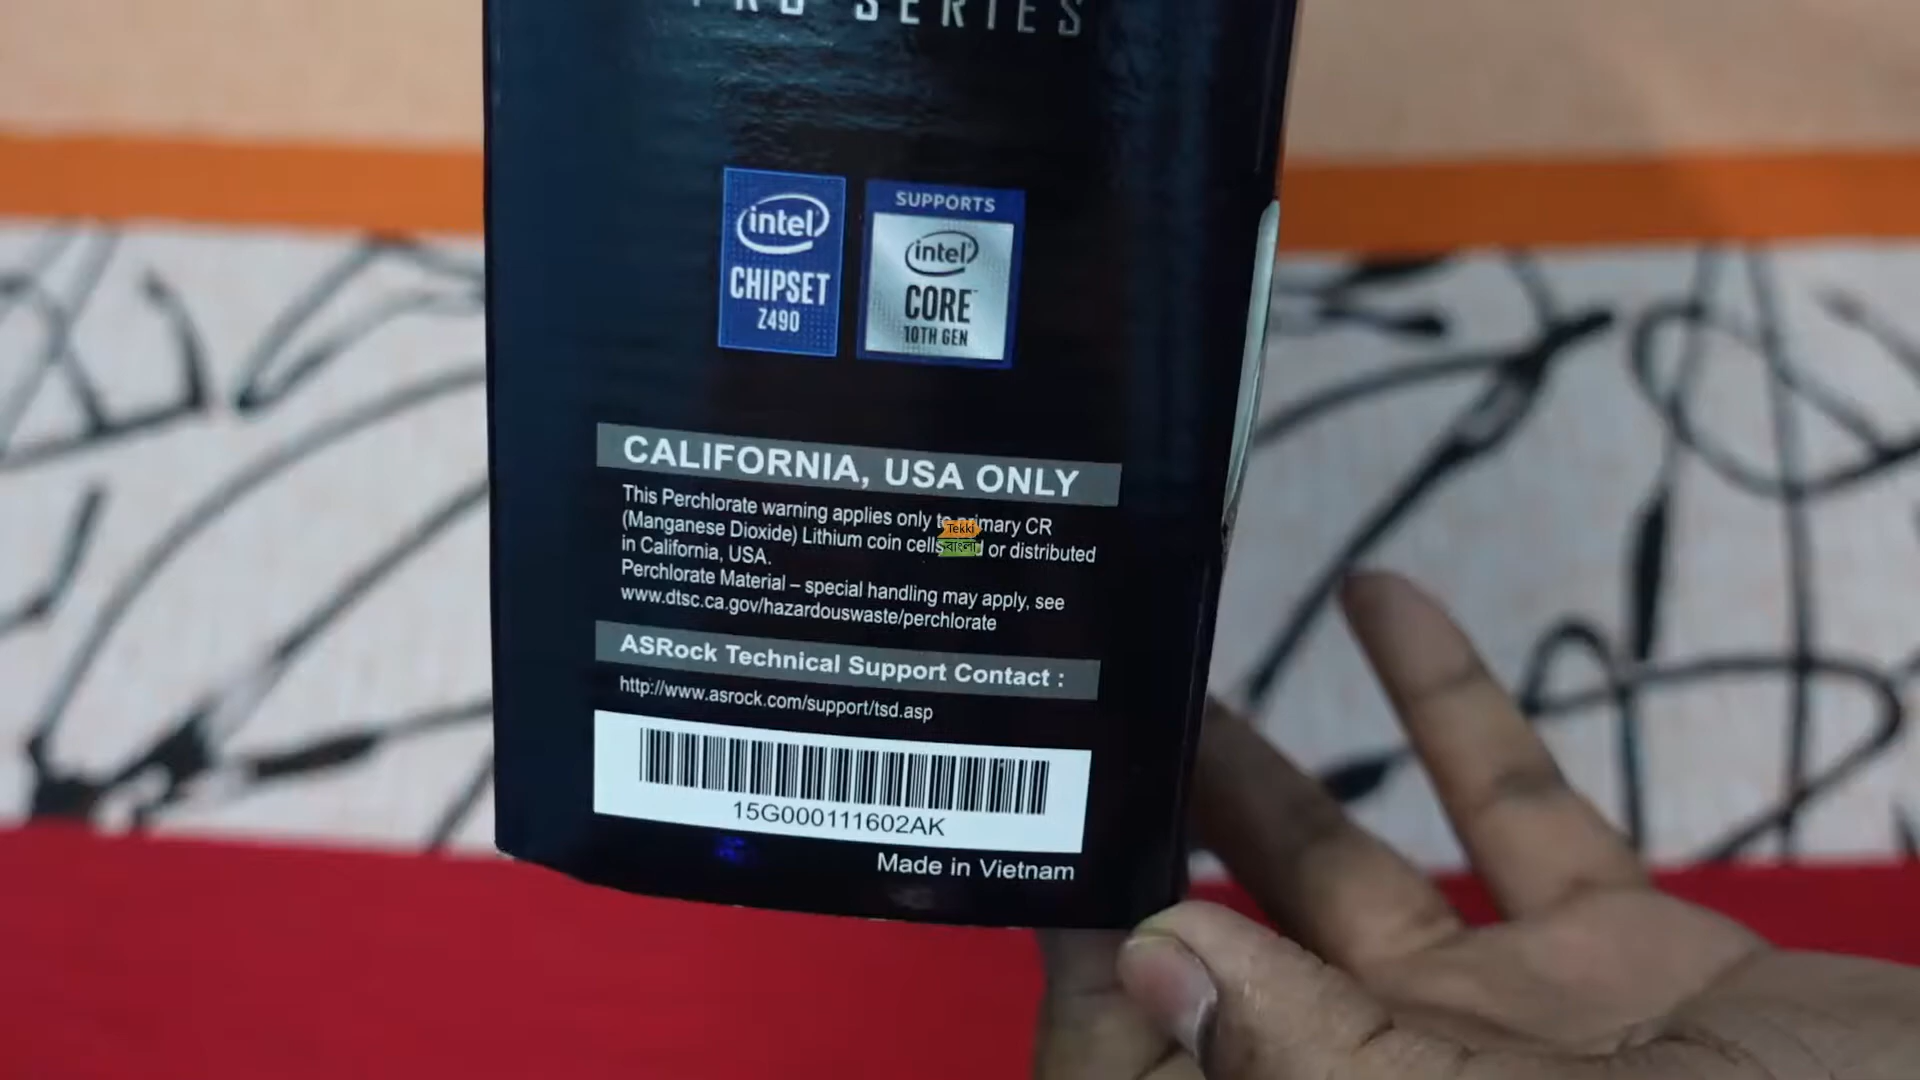 PRO SERIES
intel
CHIPSET
Z490
SUPPORTS
intel
CORE
10TH GEN
CALIFORNIA, USA ONLY
This Perchlorate warning applies only to primary CR
(Manganese Dioxide) Lithium coin cells or distributed
in California, USA.
Perchlorate Material – special handling may apply, see
www.dtsc.ca.gov/hazardouswaste/perchlorate
Tekki
বাংলা
ASRock Technical Support Contact :
http://www.asrock.com/support/tsd.asp
15G000111602AK
Made in Vietnam